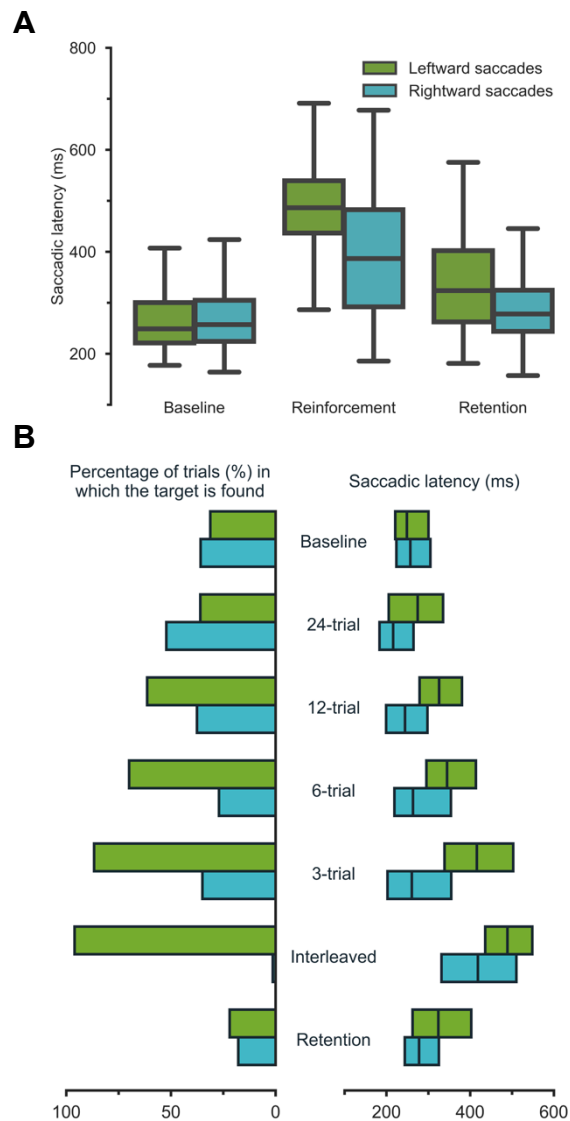 A
800
600
400
200
Saccadic latency (ms)
Leftward saccades
Rightward saccades
Baseline
Reinforcement
Retention
B
Percentage of trials (%) in
which the target is found
Saccadic latency (ms)
Baseline
24-trial
12-trial
6-trial
3-trial
Interleaved
Retention
100
50
0
200
400
600